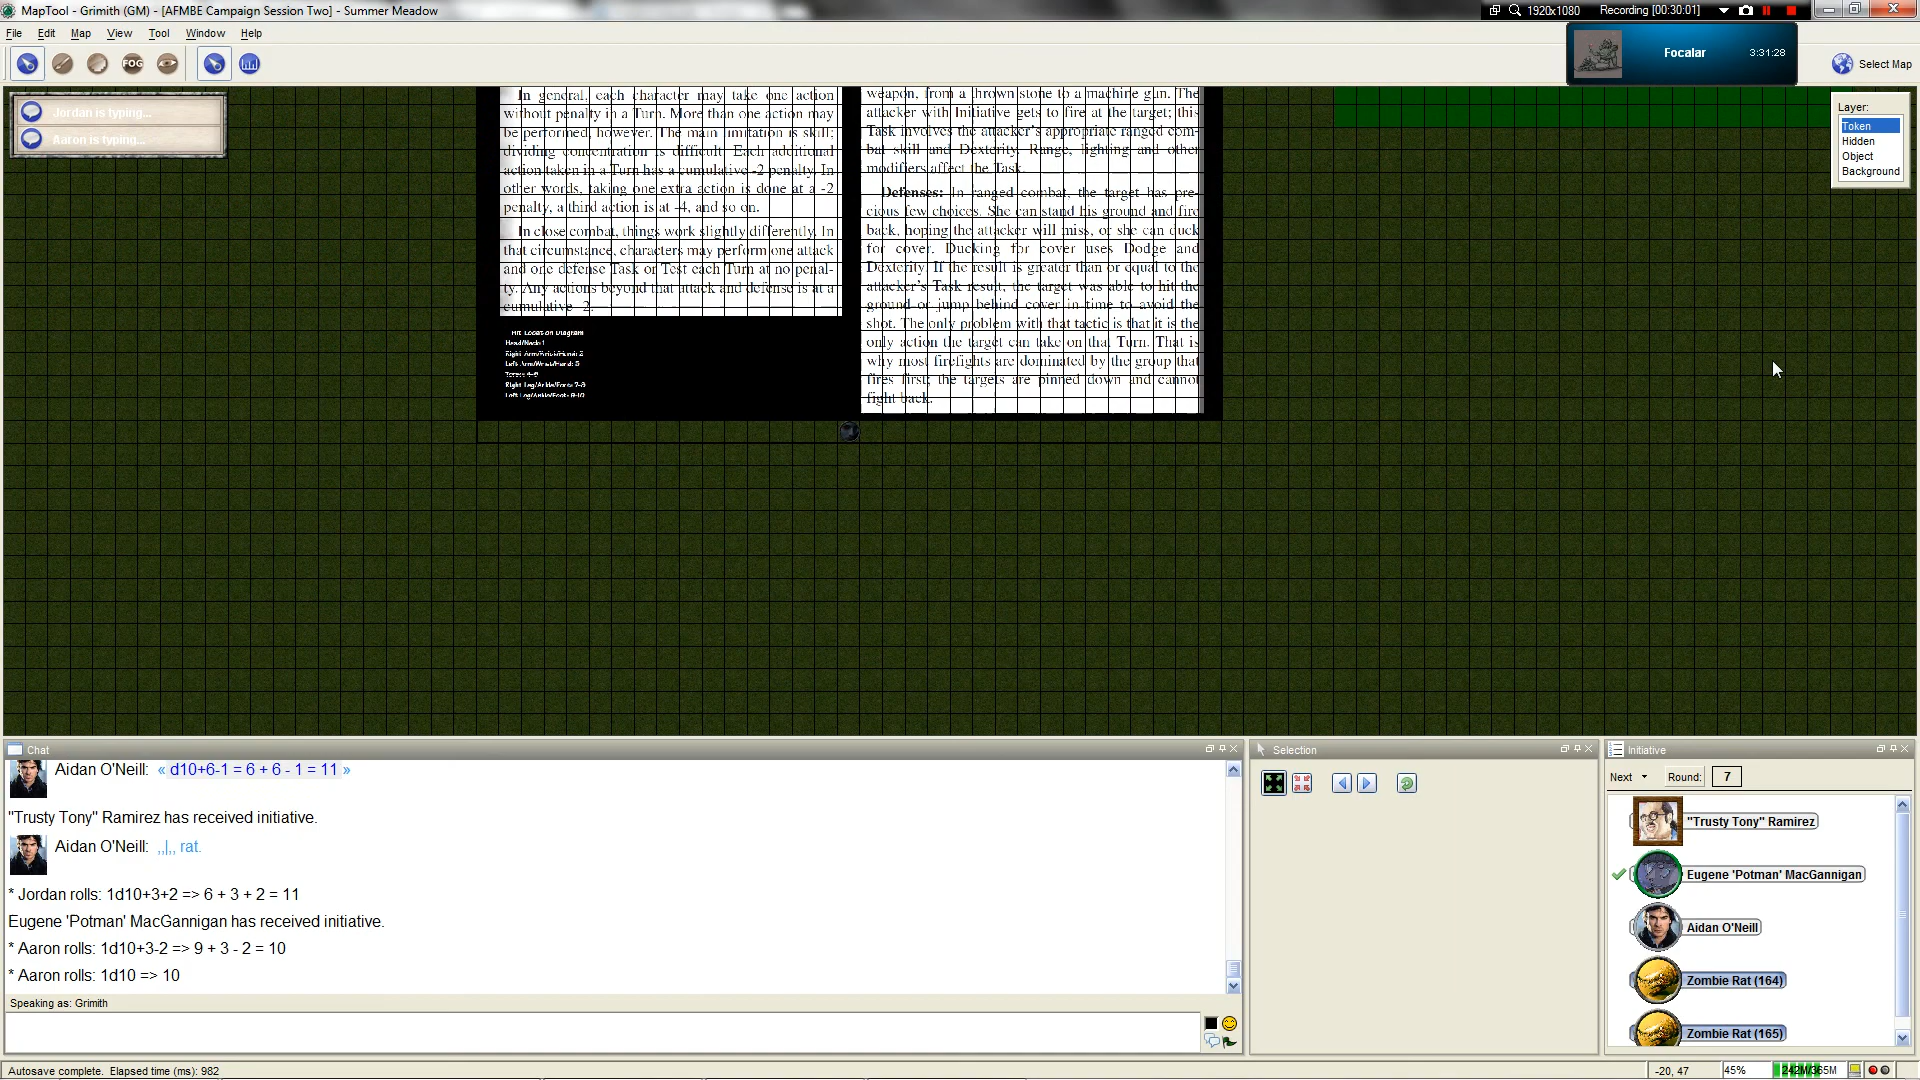 MapTool - Grimith (GM) - [AFMBE Campaign Session Two] - Summer Meadow
1920x1080
Recording [00:30:01]
File Edit Map View Tool Window Help
FOG
Focalar
3:31:28
Select Map
Jordan is typing...
Aaron is typing...
Layer:
Token
Hidden
Object
Background
In general, each character may take one action
without penalty in a Turn. More than one action may
be performed, however. The main limitation is skill;
dividing concentration is difficult. Each additional
action taken in a Turn has a cumulative -2 penalty. In
other words, taking one extra action is done at a -2
penalty, a third action is at -4, and so on.
In close combat, things work slightly differently. In
that circumstance, characters may perform one attack
and one defense Task or Test each Turn at no penal-
ty. Any actions beyond that attack and defense is at a
cumulative -2.
Hit Location Diagram
Head/Neck 1
weapon, from a thrown stone to a machine gun. The
attacker with Initiative gets to fire at the target; this
Task involves the attacker's appropriate ranged com-
bat skill and Dexterity. Range, lighting and other
modifiers affect the Task.
Defenses: In ranged combat, the target has pre-
cious few choices. She can stand his ground and fire
back, hoping the attacker will miss, or she can duck
for cover. Ducking for cover uses Dodge and
Dexterity. If the result is greater than or equal to the
attacker's Task result, the target was able to hit the
ground or jump behind cover in time to avoid the
shot. The only problem with that tactic is that it is the
only action the target can take on that Turn. That is
why most firefights are dominated by the group that
fires first; the targets are pinned down and cannot
fight back.
Chat
Aidan O'Neill: « d10+6-1 = 6 + 6 - 1 = 11 »
"Trusty Tony" Ramirez has received initiative.
Aidan O'Neill: ,,|,, rat.
* Jordan rolls: 1d10+3+2 => 6 + 3 + 2 = 11
Eugene 'Potman' MacGannigan has received initiative.
* Aaron rolls: 1d10+3-2 => 9 + 3 - 2 = 10
* Aaron rolls: 1d10 => 10
Speaking as: Grimith
Selection
Initiative
Next Round: 7
"Trusty Tony" Ramirez
Eugene 'Potman' MacGannigan
Aidan O'Neill
Zombie Rat (164)
Zombie Rat (165)
Autosave complete. Elapsed time (ms): 982
-20, 47
45%
242M/365M